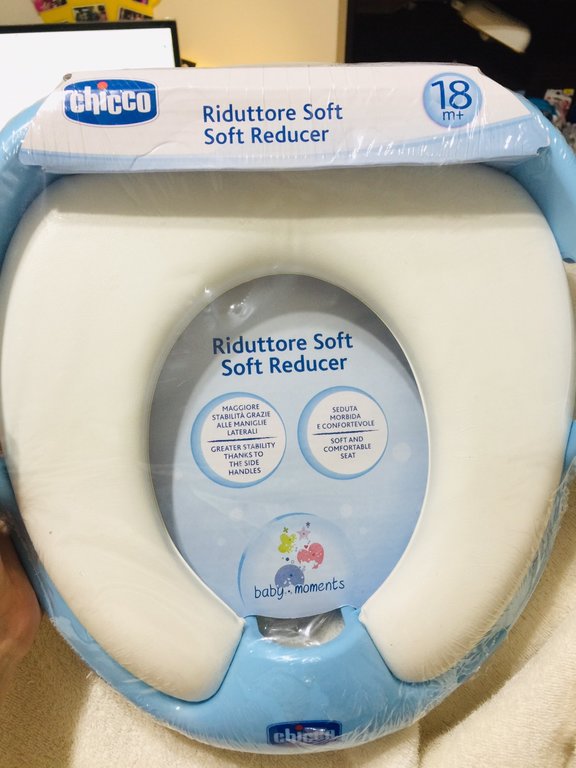 chicco
Riduttore Soft
Soft Reducer
18
m+
Riduttore Soft
Soft Reducer
MAGGIORE
STABILITÀ GRAZIE
ALLE MANIGLIE
LATERALI
GREATER STABILITY
THANKS TO
THE SIDE
HANDLES
SEDUTA
MORBIDA
E CONFORTEVOLE
SOFT AND
COMFORTABLE
SEAT
baby moments
chicco